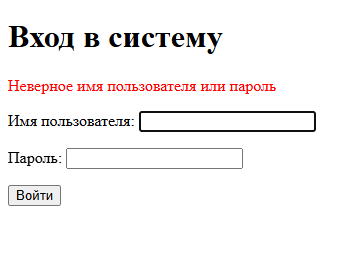 Вход в систему
Неверное имя пользователя или пароль
Имя пользователя:
Пароль:
Войти